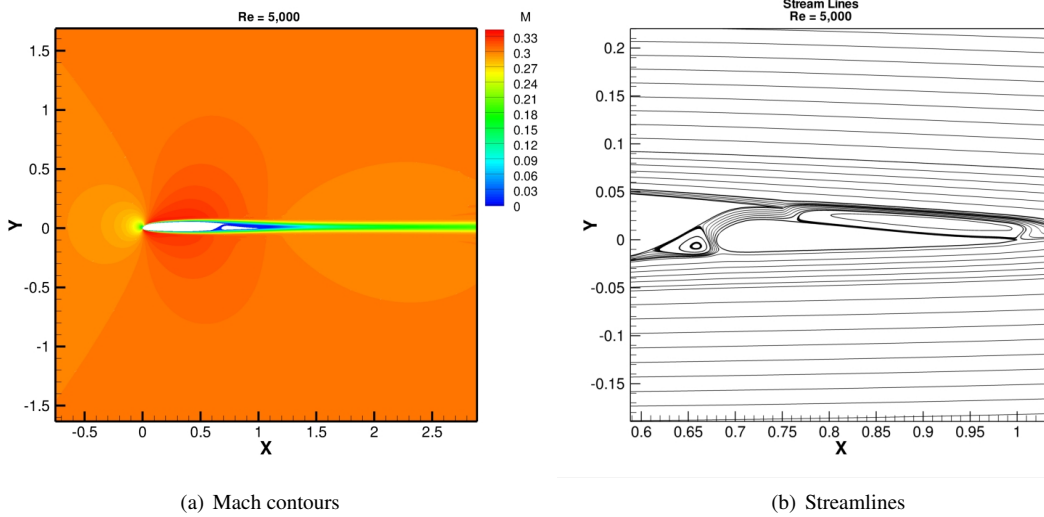 Re = 5,000
M
0.33
0.3
0.27
0.24
0.21
0.18
0.15
0.12
0.09
0.06
0.03
0
Y
1.5
1
0.5
0
-0.5
-1
-1.5
-0.5 0 0.5 1 1.5 2 2.5
X
(a) Mach contours
Stream Lines
Re = 5,000
Y
0.2
0.15
0.1
0.05
0
-0.05
-0.1
-0.15
0.6 0.65 0.7 0.75 0.8 0.85 0.9 0.95 1
X
(b) Streamlines